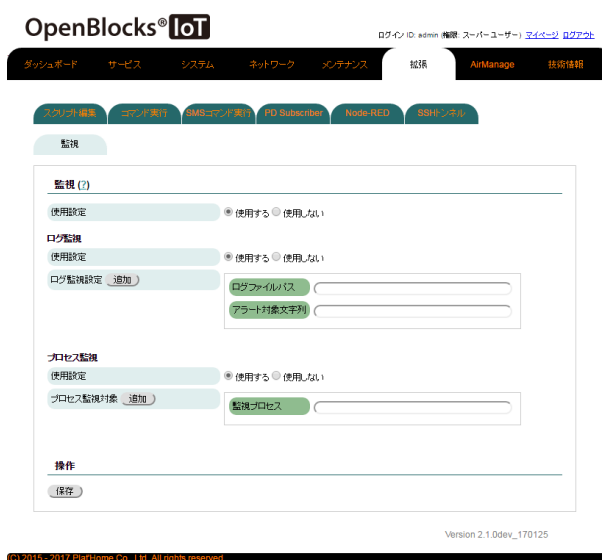 OpenBlocks® IoT
ログイン ID: admin (権限: スーパーユーザー) マイページ ログアウト
ダッシュボード サービス システム ネットワーク メンテナンス 拡張 AirManage 技術情報
スクリプト編集 コマンド実行 SMSコマンド実行 PD Subscriber Node-RED SSHトンネル
監視
監視 (?)
使用設定 使用する 使用しない
ログ監視
使用設定 使用する 使用しない
ログ監視設定 追加
ログファイルパス
アラート対象文字列
プロセス監視
使用設定 使用する 使用しない
プロセス監視対象 追加
監視プロセス
操作
保存
Version 2.1.0dev_170125
(C) 2015 - 2017 Plat'Home Co., Ltd. All rights reserved.